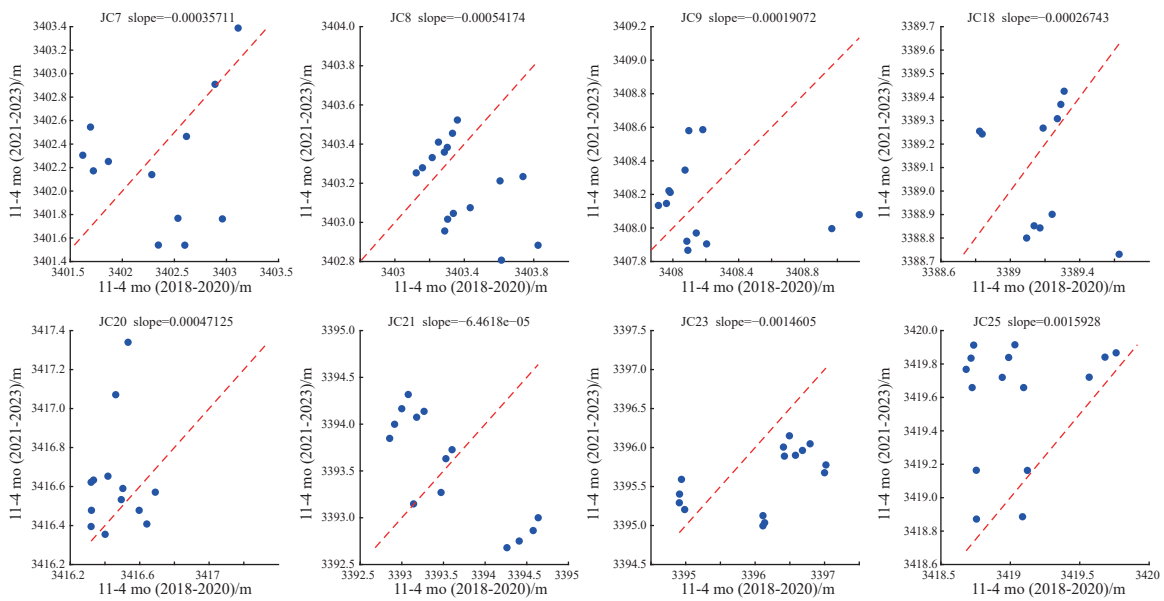 JC7 slope=−0.00035711
3403.4
3403.2
3403.0
3402.8
3402.6
3402.4
3402.2
3402.0
3401.8
3401.6
3401.4
11-4 mo (2021-2023)/m
3401.5 3402 3402.5 3403 3403.5
11-4 mo (2018-2020)/m
JC8 slope=−0.00054174
3404.0
3403.8
3403.6
3403.4
3403.2
3403.0
3402.8
11-4 mo (2021-2023)/m
3403 3403.4 3403.8
11-4 mo (2018-2020)/m
JC9 slope=−0.00019072
3409.2
3409.0
3408.8
3408.6
3408.4
3408.2
3408.0
3407.8
11-4 mo (2021-2023)/m
3408 3408.4 3408.8
11-4 mo (2018-2020)/m
JC18 slope=−0.00026743
3389.7
3389.6
3389.4
3389.3
3389.2
3389.0
3388.9
3388.8
3388.7
11-4 mo (2021-2023)/m
3388.6 3389 3389.4
11-4 mo (2018-2020)/m
JC20 slope=0.00047125
3417.4
3417.2
3417.0
3416.8
3416.6
3416.4
3416.2
11-4 mo (2021-2023)/m
3416.2 3416.6 3417
11-4 mo (2018-2020)/m
JC21 slope=−6.4618e−05
3395.0
3394.5
3394.0
3393.5
3393.0
3392.5
11-4 mo (2021-2023)/m
3392.5 3393 3393.5 3394 3394.5 3395
11-4 mo (2018-2020)/m
JC23 slope=−0.0014605
3397.5
3397.0
3396.5
3396.0
3395.5
3395.0
3394.5
11-4 mo (2021-2023)/m
3395 3396 3397
11-4 mo (2018-2020)/m
JC25 slope=0.0015928
3420.0
3419.8
3419.6
3419.4
3419.2
3419.0
3418.8
3418.6
11-4 mo (2021-2023)/m
3418.5 3419 3419.5 3420
11-4 mo (2018-2020)/m